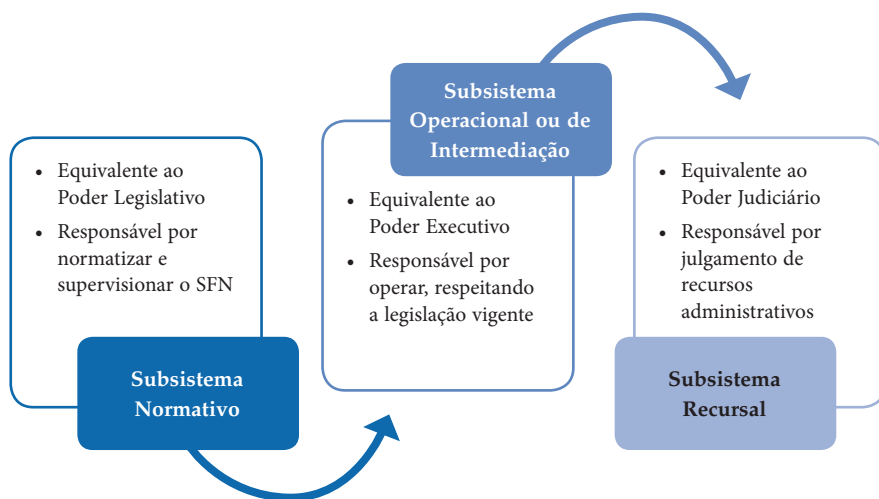 • Equivalente ao
Poder Legislativo
• Responsável por
normatizar e
supervisionar o SFN
Subsistema
Normativo
Subsistema
Operacional ou de
Intermediação
• Equivalente ao
Poder Executivo
• Responsável por
operar, respeitando
a legislação vigente
• Equivalente ao
Poder Judiciário
• Responsável por
julgamento de
recursos
administrativos
Subsistema
Recursal